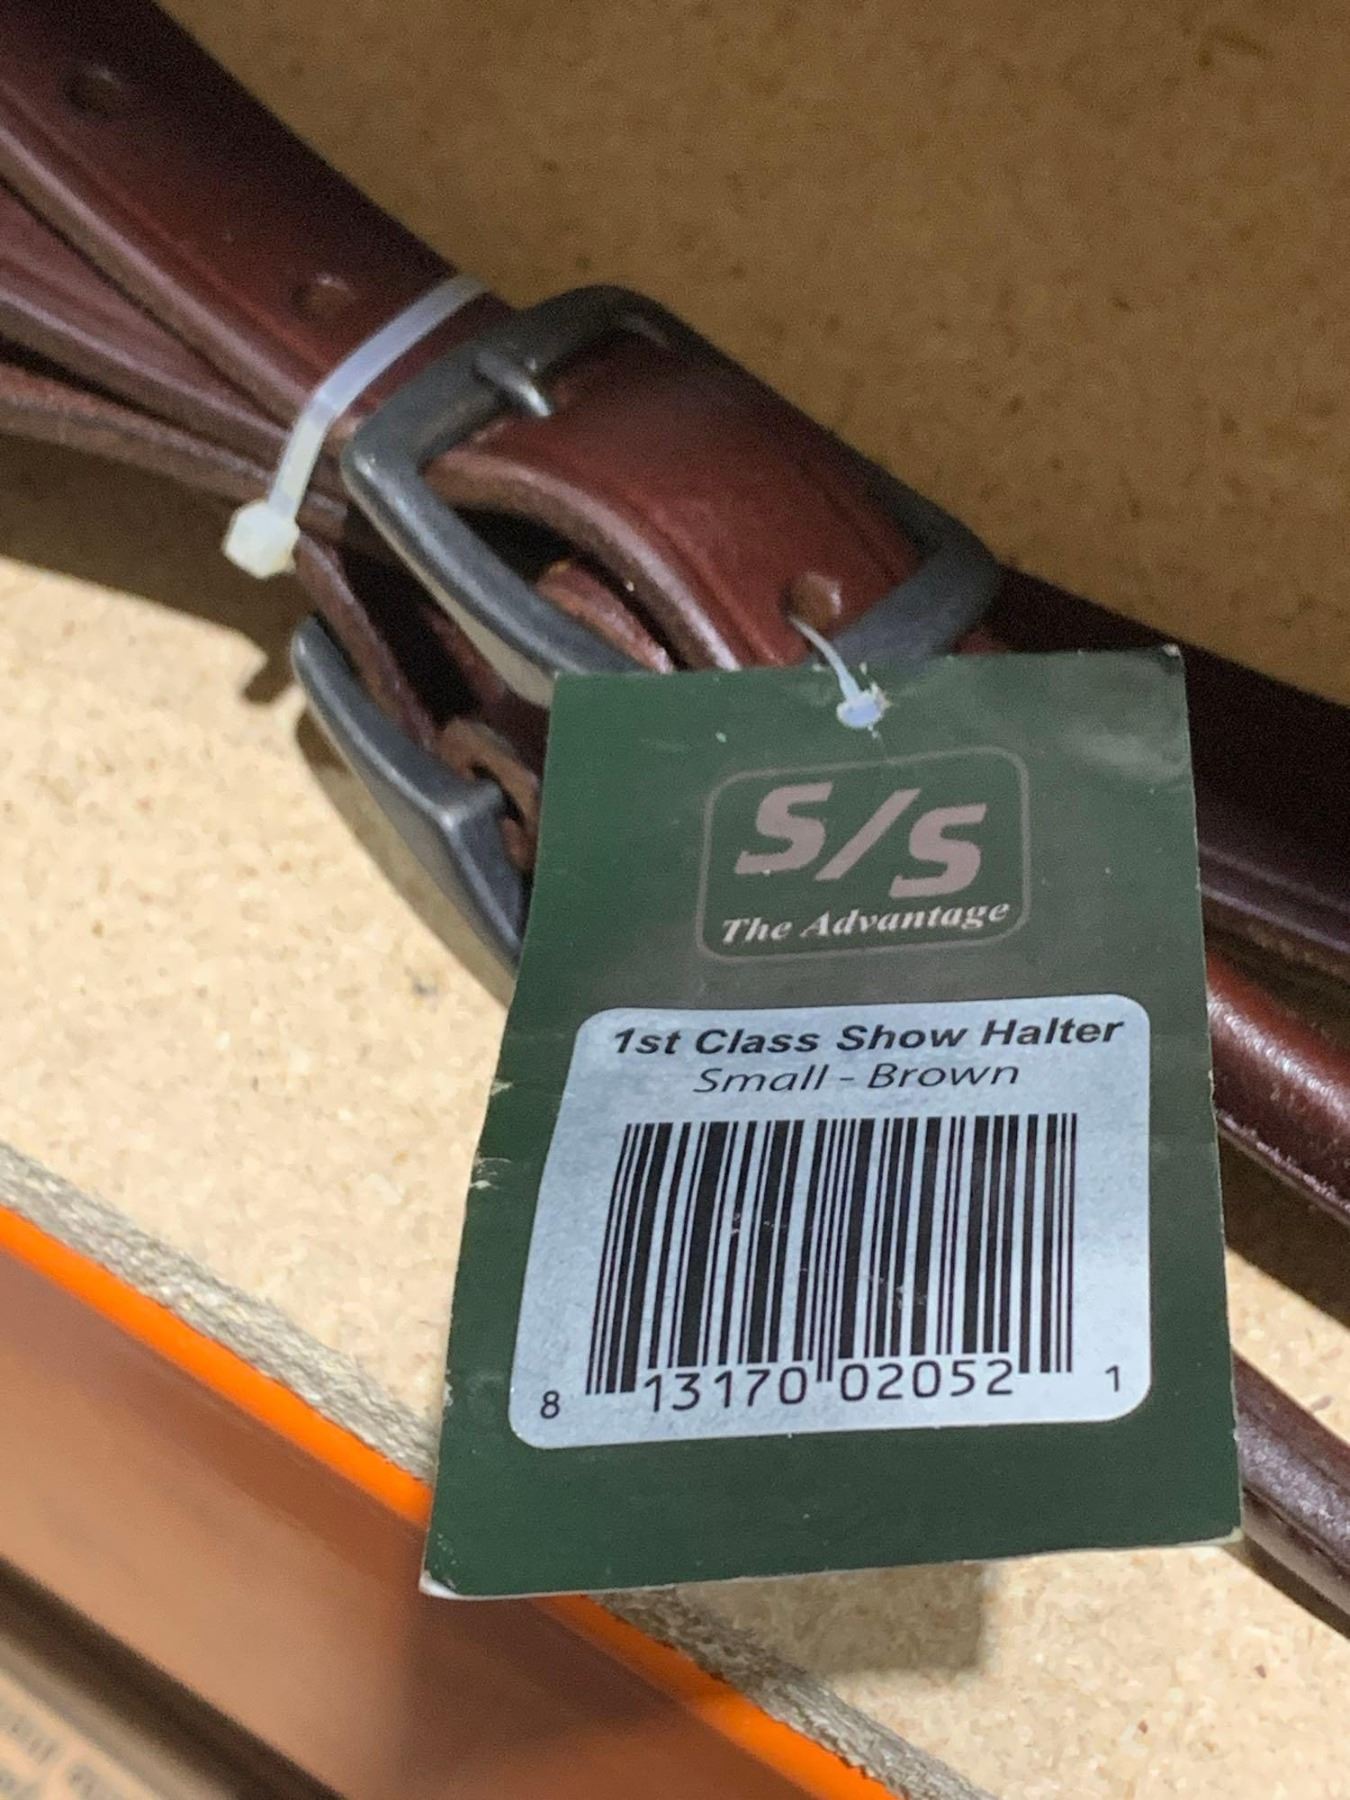 S/S
The Advantage
1st Class Show Halter
Small - Brown
8 13170 02052 1